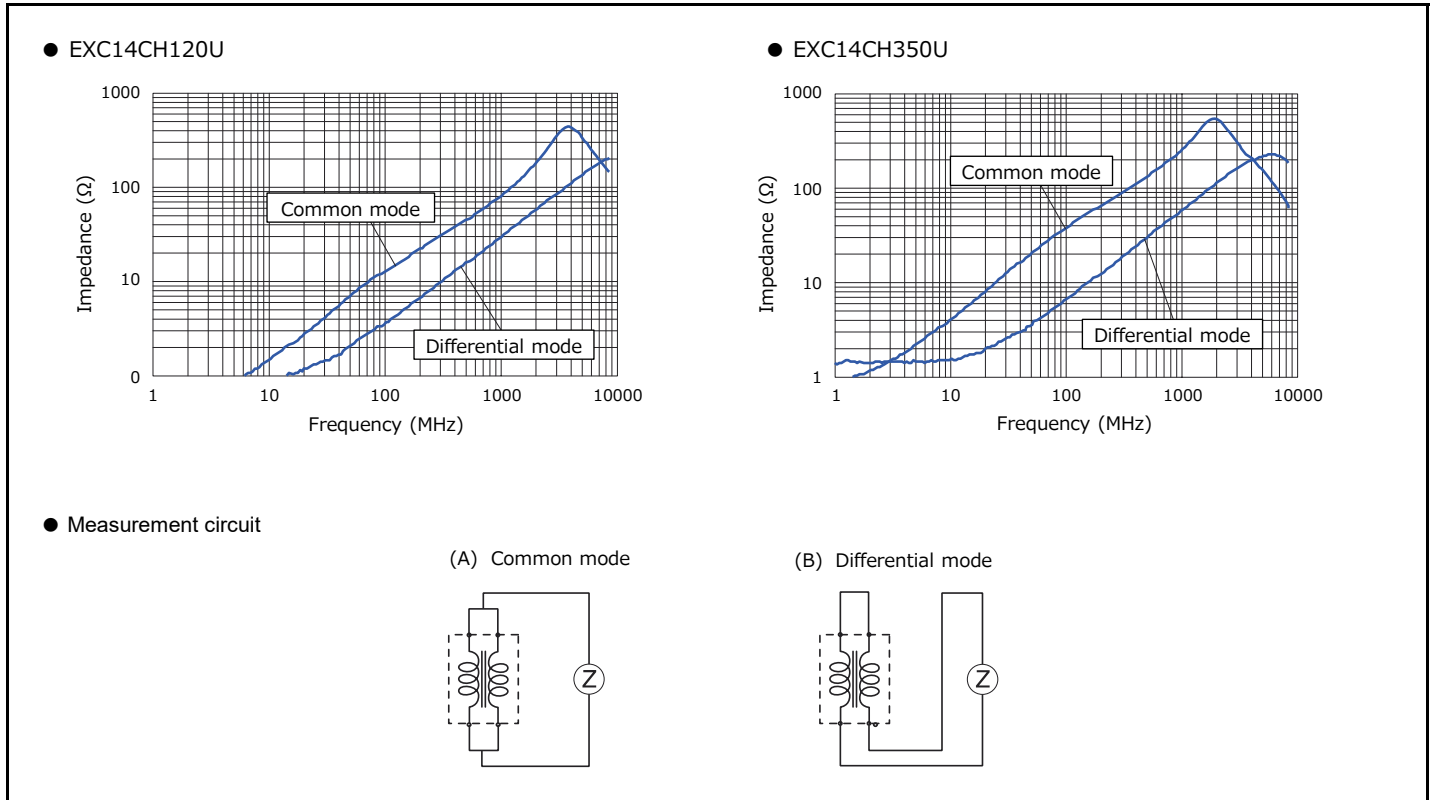 ● EXC14CH120U
1000
100
10
0
Impedance (Ω)
Common mode
Differential mode
1 10 100 1000 10000
Frequency (MHz)
● EXC14CH350U
1000
100
10
1
Impedance (Ω)
Common mode
Differential mode
1 10 100 1000 10000
Frequency (MHz)
● Measurement circuit
(A) Common mode
Z
(B) Differential mode
Z